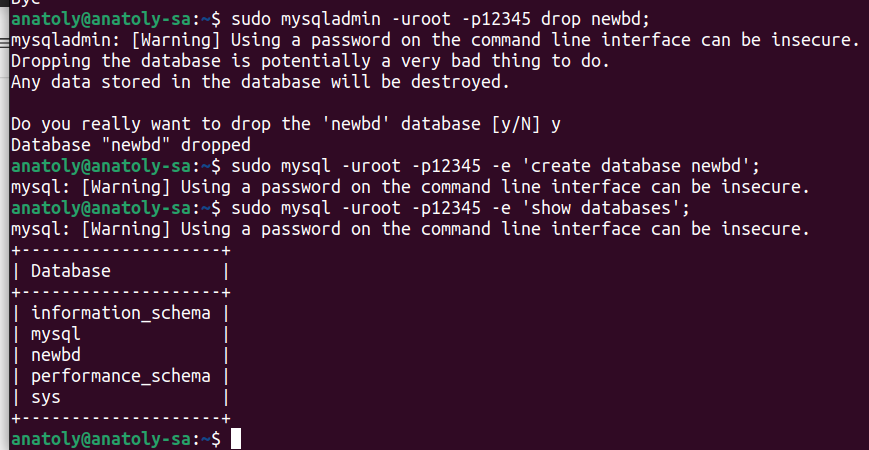 Bye
anatoly@anatoly-sa:~$ sudo mysqladmin -uroot -p12345 drop newbd;
mysqladmin: [Warning] Using a password on the command line interface can be insecure.
Dropping the database is potentially a very bad thing to do.
Any data stored in the database will be destroyed.

Do you really want to drop the 'newbd' database [y/N] y
Database "newbd" dropped
anatoly@anatoly-sa:~$ sudo mysql -uroot -p12345 -e 'create database newbd';
mysql: [Warning] Using a password on the command line interface can be insecure.
anatoly@anatoly-sa:~$ sudo mysql -uroot -p12345 -e 'show databases';
mysql: [Warning] Using a password on the command line interface can be insecure.
+--------------------+
| Database           |
+--------------------+
| information_schema |
| mysql              |
| newbd              |
| performance_schema |
| sys                |
+--------------------+
anatoly@anatoly-sa:~$